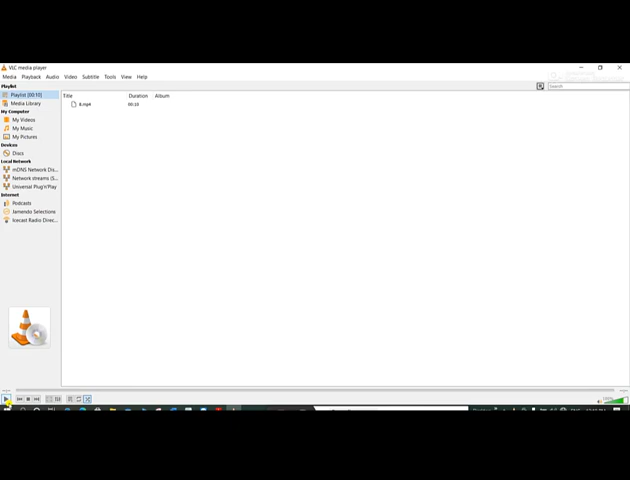 VLC media player
Media Playback Audio Video Subtitle Tools View Help
Playlist
Search
Playlist [00:10]
Title Duration Album
Media Library
8.mp4 00:10
My Computer
My Videos
My Music
My Pictures
Devices
Discs
Local Network
mDNS Network Dis...
Network streams (S...
Universal Plug'n'Play
Internet
Podcasts
Jamendo Selections
Icecast Radio Direc...